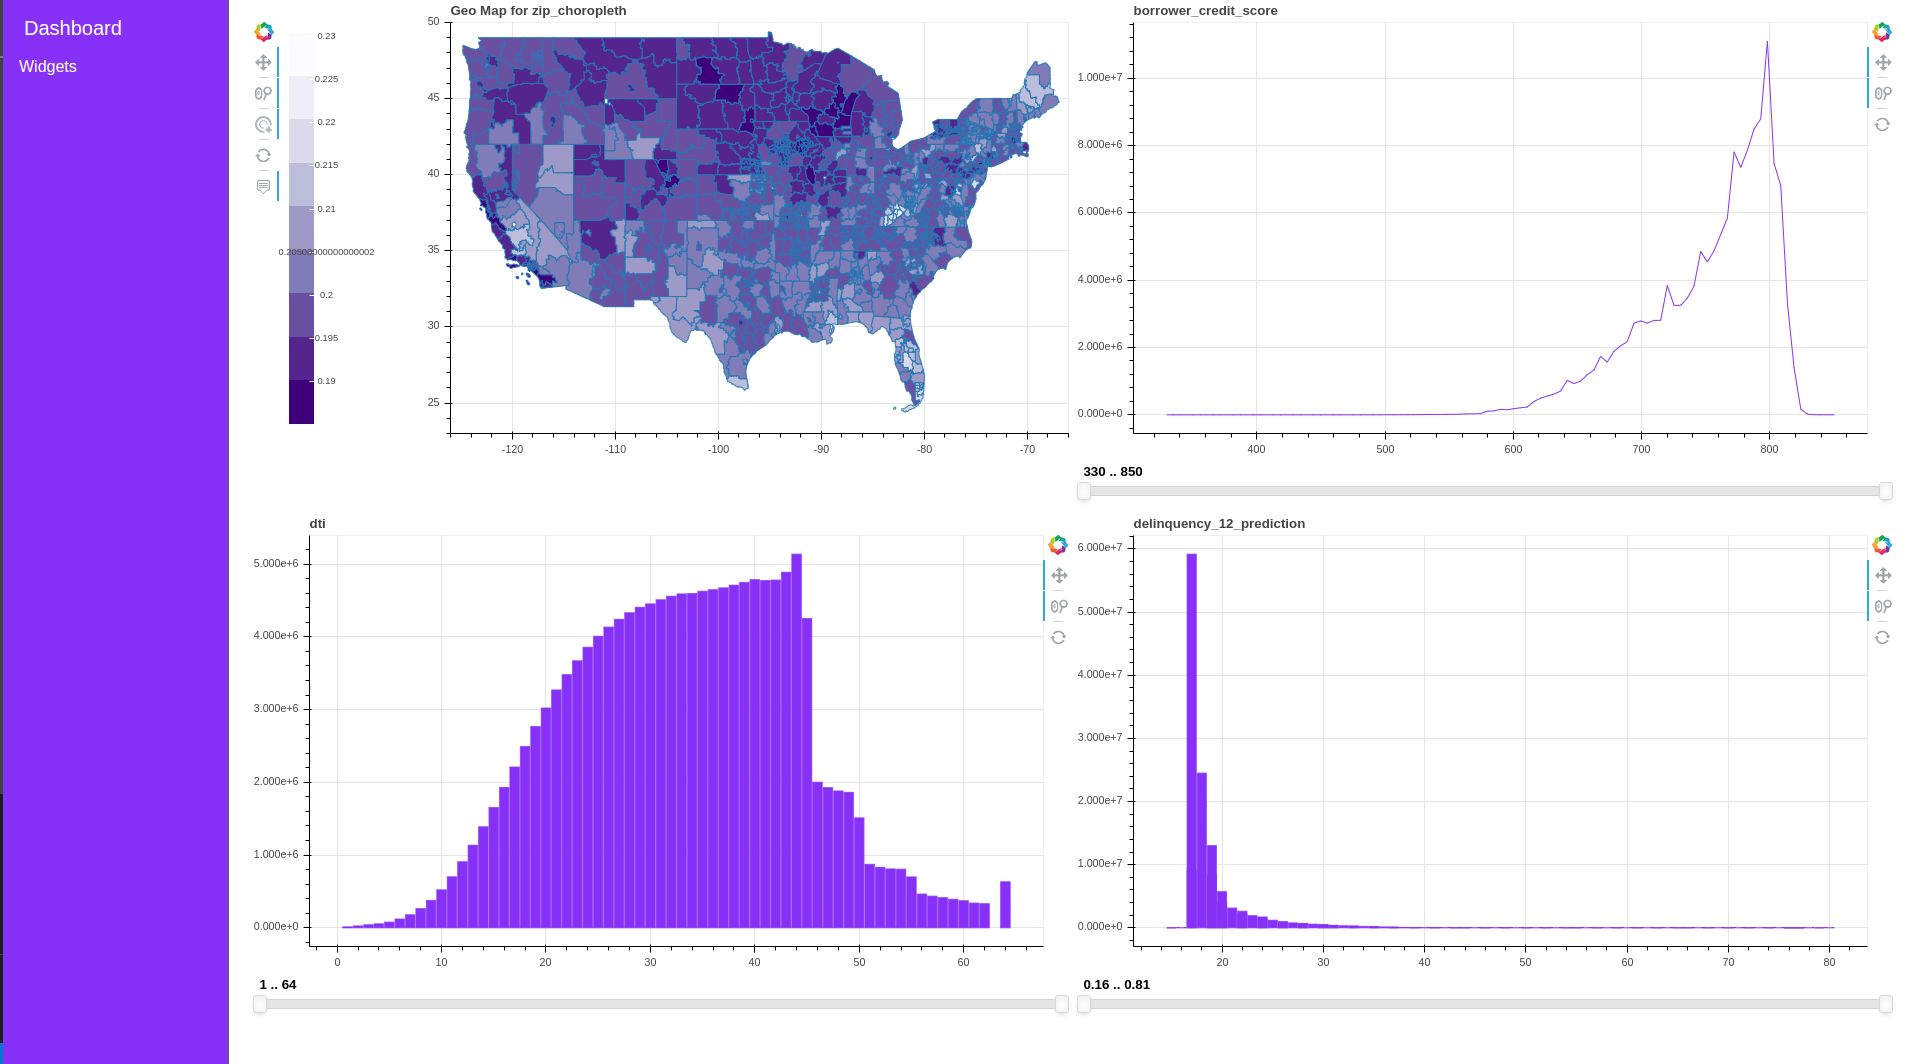 Dashboard
Widgets
0.23
0.225
0.22
0.215
0.21
0.20500000000000002
0.2
0.195
0.19
Geo Map for zip_choropleth
50
45
40
35
30
25
-120
-110
-100
-90
-80
-70
borrower_credit_score
1.000e+7
8.000e+6
6.000e+6
4.000e+6
2.000e+6
0.000e+0
400
500
600
700
800
330 .. 850
dti
5.000e+6
4.000e+6
3.000e+6
2.000e+6
1.000e+6
0.000e+0
0
10
20
30
40
50
60
1 .. 64
delinquency_12_prediction
6.000e+7
5.000e+7
4.000e+7
3.000e+7
2.000e+7
1.000e+7
0.000e+0
20
30
40
50
60
70
80
0.16 .. 0.81